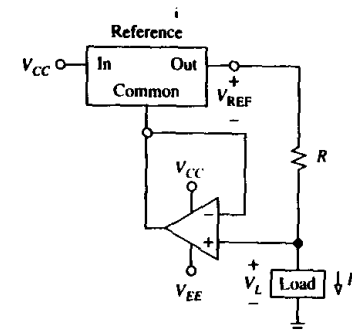 i
Reference
V_CC
In
Out
Common
+
V_REF
−
V_CC
R
−
+
V_EE
+
V_L
−
Load
I